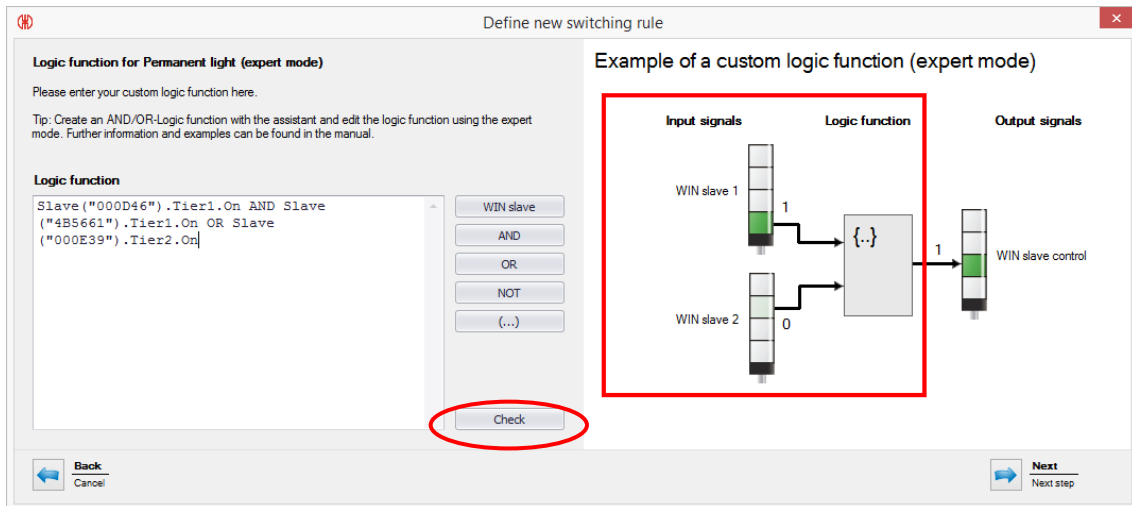 Define new switching rule
Logic function for Permanent light (expert mode)
Please enter your custom logic function here.
Tip: Create an AND/OR-Logic function with the assistant and edit the logic function using the expert
mode. Further information and examples can be found in the manual.
Logic function
Slave("000D46").Tier1.On AND Slave
("4B5661").Tier1.On OR Slave
("000E39").Tier2.On
WIN slave
AND
OR
NOT
(...)
Check
Example of a custom logic function (expert mode)
Input signals
Logic function
Output signals
WIN slave 1
1
{..}
1
WIN slave control
WIN slave 2
0
Back
Cancel
Next
Next step